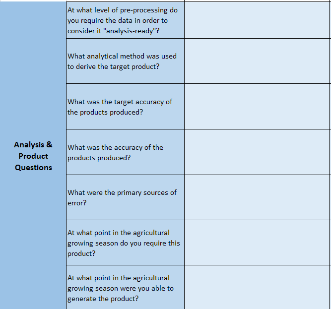 At what level of pre-processing do
you require the data in order to
consider it "analysis-ready"?
What analytical method was used
to derive the target product?
What was the target accuracy of
the products produced?
Analysis &
Product
Questions
What was the accuracy of the
products produced?
What were the primary sources of
error?
At what point in the agricultural
growing season do you require this
product?
At what point in the agricultural
growing season were you able to
generate the product?